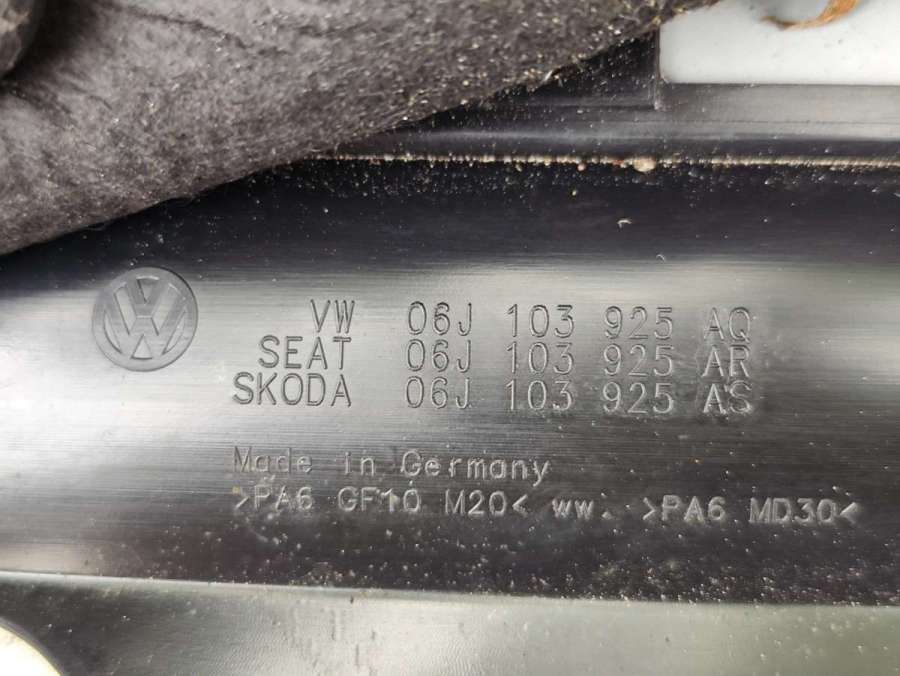 VW 06J 103 925 AQ
SEAT 06J 103 925 AR
SKODA 06J 103 925 AS
Made in Germany
>PA6 GF10 M20< ww. >PA6 MD30<